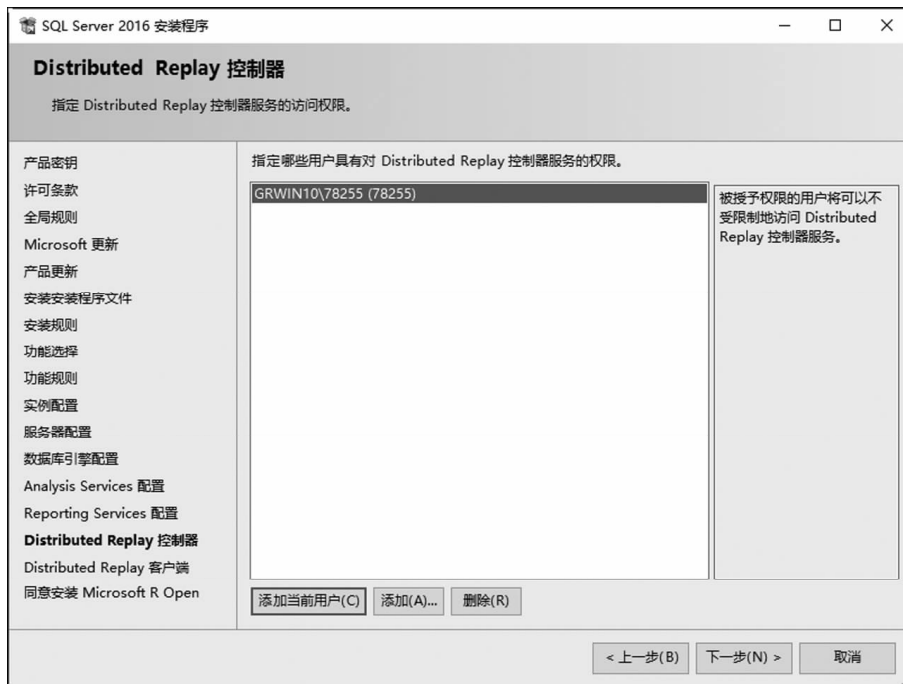 SQL Server 2016 安装程序
Distributed Replay 控制器
指定 Distributed Replay 控制器服务的访问权限。
产品密钥
许可条款
全局规则
Microsoft 更新
产品更新
安装安装程序文件
安装规则
功能选择
功能规则
实例配置
服务器配置
数据库引擎配置
Analysis Services 配置
Reporting Services 配置
Distributed Replay 控制器
Distributed Replay 客户端
同意安装 Microsoft R Open
指定哪些用户具有对 Distributed Replay 控制器服务的权限。
GRWIN10\78255 (78255)
被授予权限的用户将可以不
受限制地访问 Distributed
Replay 控制器服务。
添加当前用户(C) 添加(A)... 删除(R)
< 上一步(B) 下一步(N) > 取消